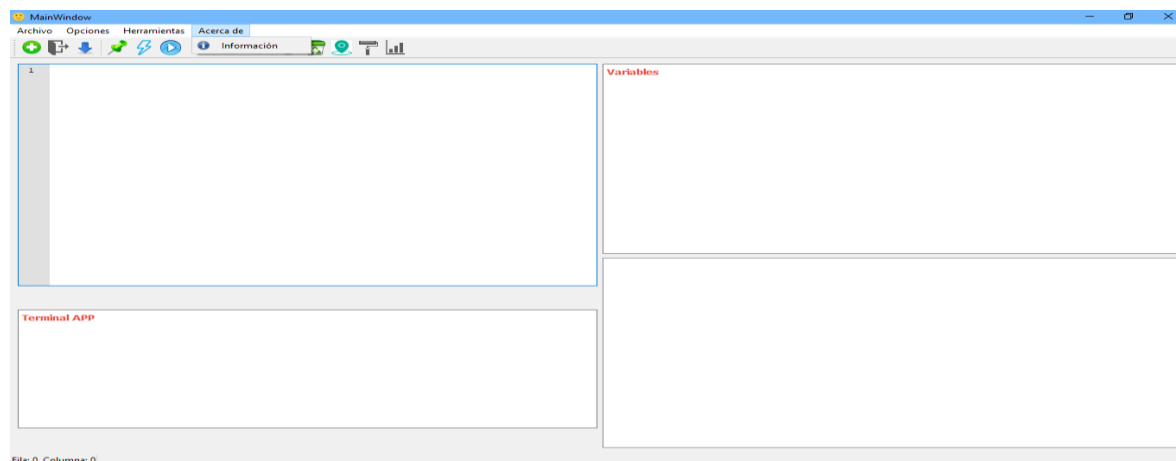 MainWindow
Archivo Opciones Herramientas Acerca de
Información
1
Variables
Terminal APP
Fila: 0 Columna: 0